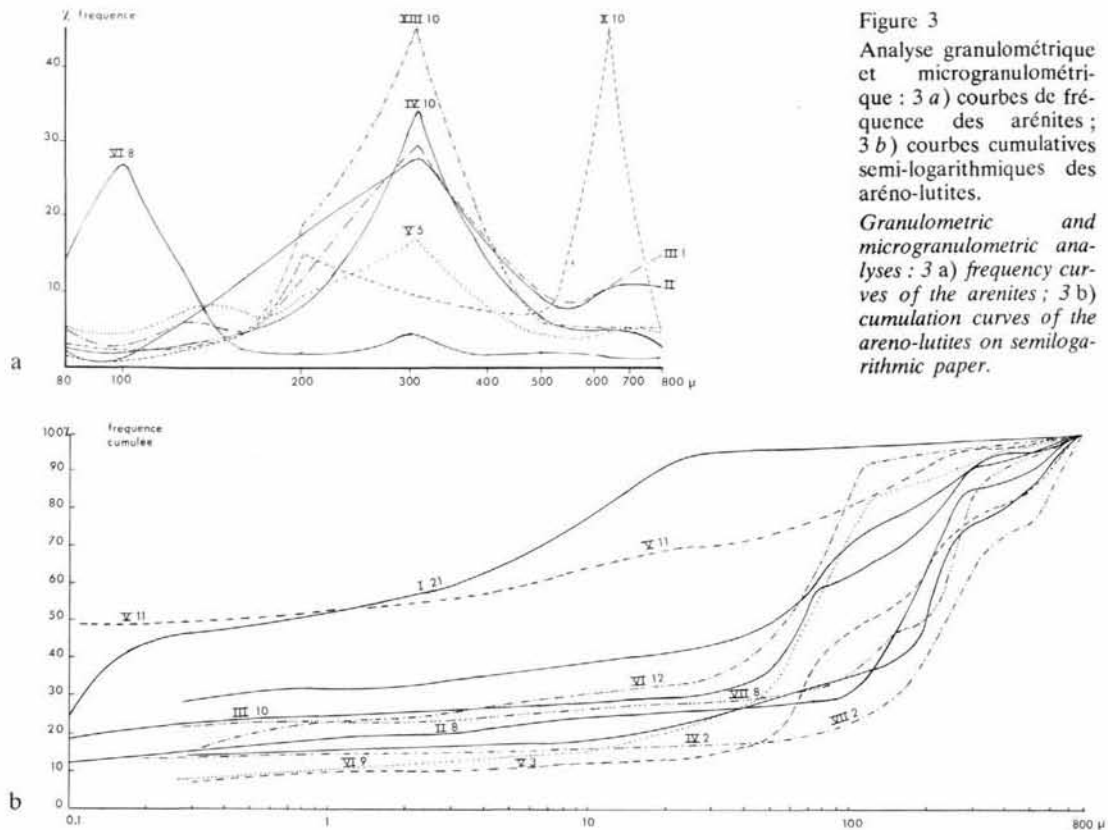 % frequence
40
30
20
10
XIII 10
X 10
IV 10
VI 8
V 5
III 1
II
a
80
100
200
300
400
500
600
700
800 µ
Figure 3
Analyse granulométrique
et microgranulométri-
que : 3 a) courbes de fré-
quence des arénites ;
3 b) courbes cumulatives
semi-logarithmiques des
aréno-lutites.
Granulometric and
microgranulometric ana-
lyses : 3 a) frequency cur-
ves of the arenites ; 3 b)
cumulation curves of the
areno-lutites on semiloga-
rithmic paper.
100%
frequence
cumulée
90
80
70
60
50
40
30
20
10
0
V 11
I 21
V 11
VI 12
III 10
VII 8
II 8
VII 2
IV 2
VI 9
V 3
b
0.1
1
10
100
800 µ